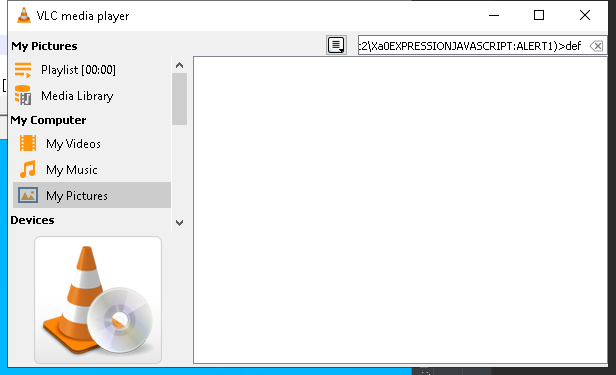 VLC media player
My Pictures
:2\Xa0EXPRESSIONJAVASCRIPT:ALERT1)>def
Playlist [00:00]
Media Library
My Computer
My Videos
My Music
My Pictures
Devices